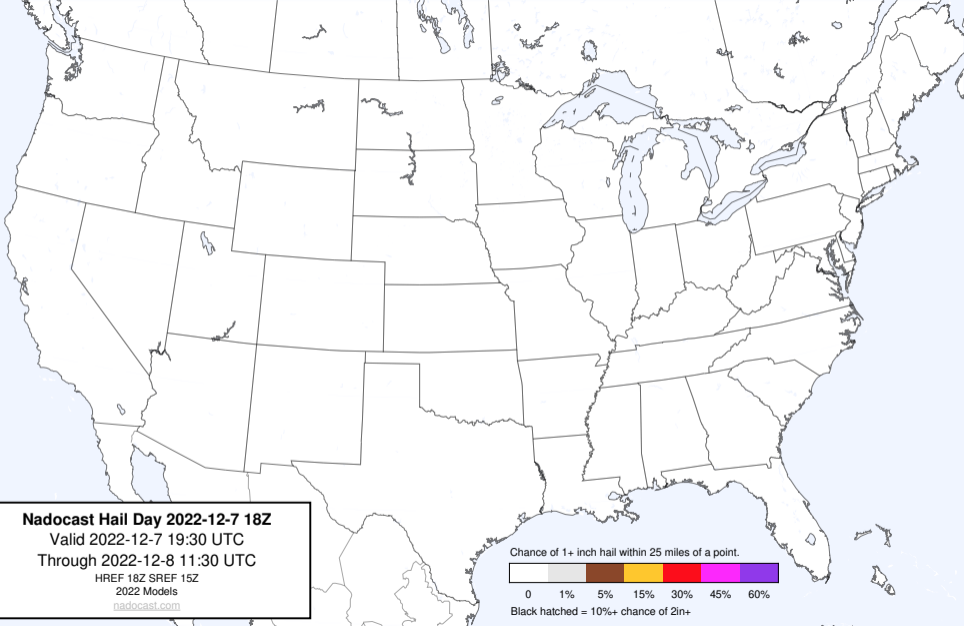 Nadocast Hail Day 2022-12-7 18Z
Valid 2022-12-7 19:30 UTC
Through 2022-12-8 11:30 UTC
HREF 18Z SREF 15Z
2022 Models
nadocast.com
Chance of 1+ inch hail within 25 miles of a point.
0 1% 5% 15% 30% 45% 60%
Black hatched = 10%+ chance of 2in+